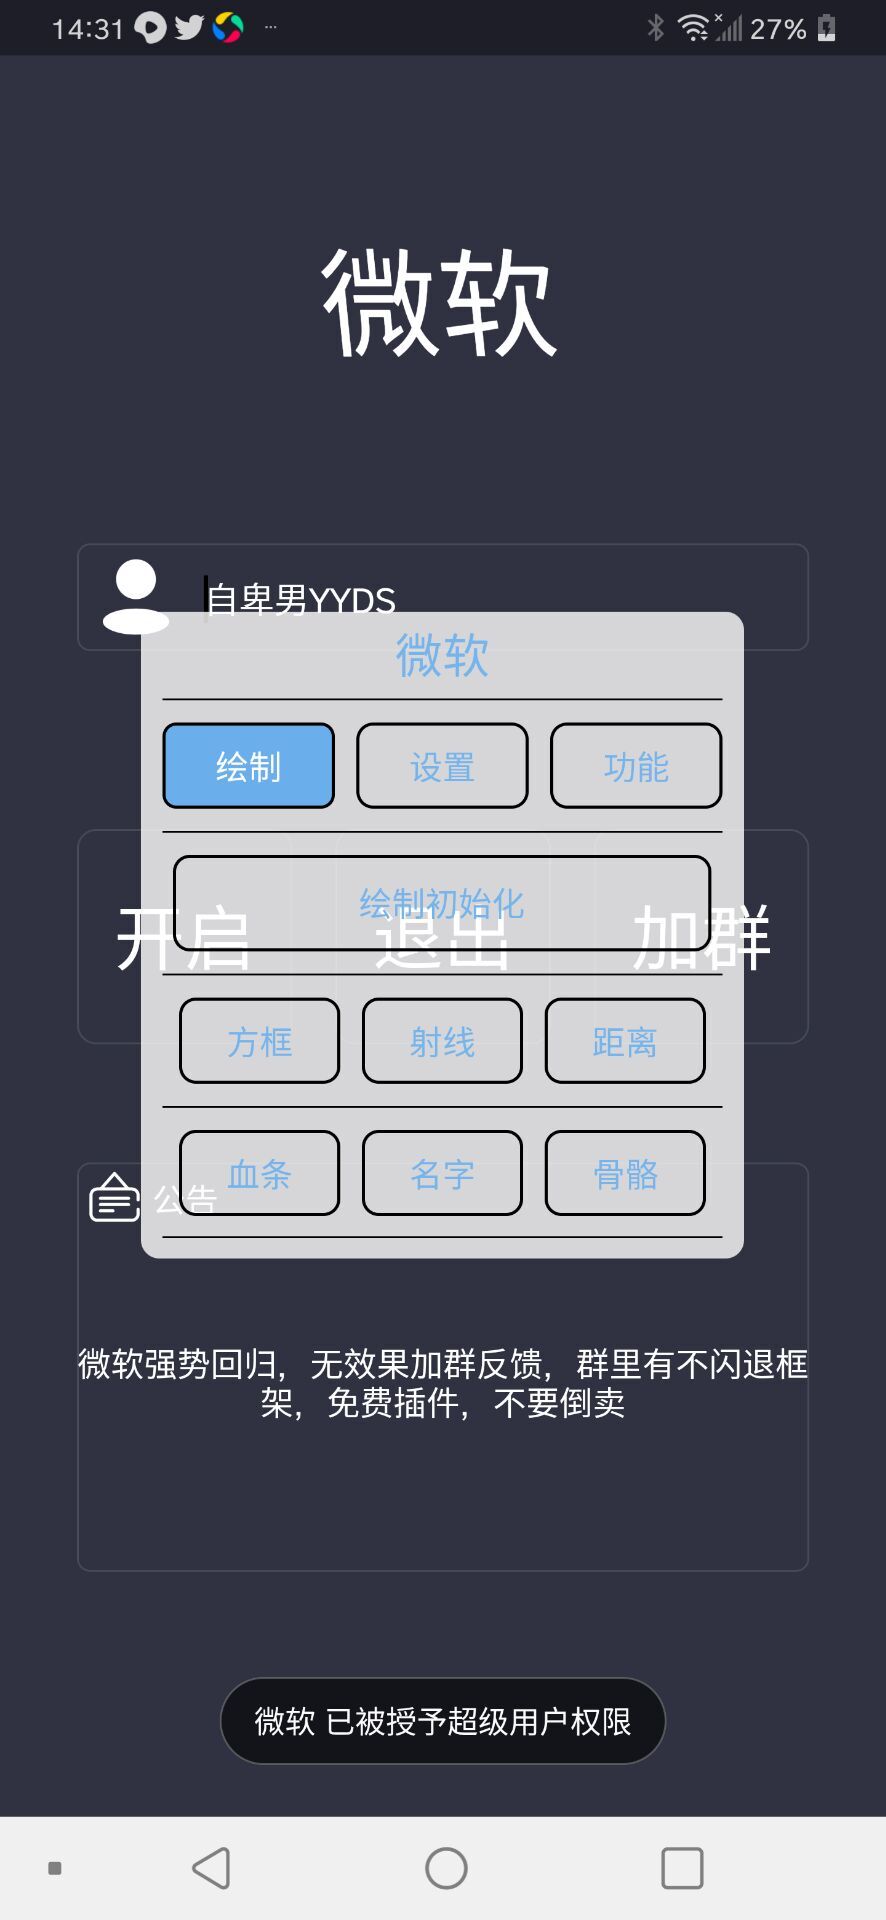 14:31
27%
微软
自卑男YYDS
微软
绘制 设置 功能
绘制初始化
开启 退出 加群
方框 射线 距离
血条 名字 骨骼
公告
微软强势回归，无效果加群反馈，群里有不闪退框
架，免费插件，不要倒卖
微软 已被授予超级用户权限